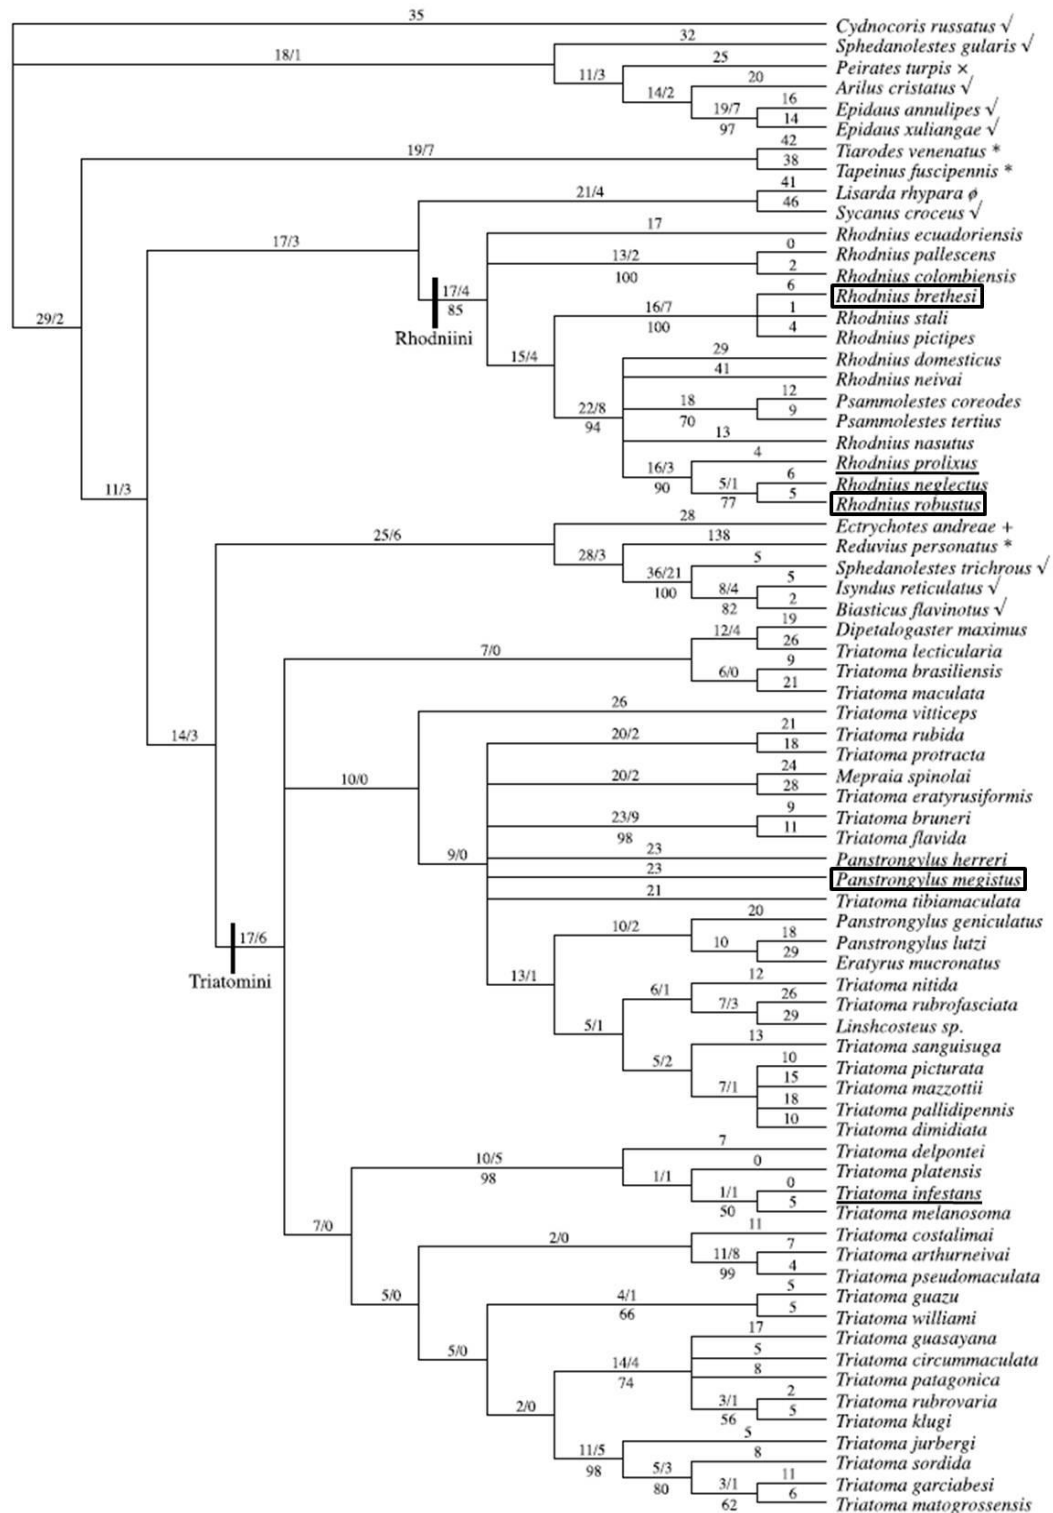 35
Cydnocoris russatus √
32
18/1
Sphedanolestes gularis √
25
11/3
Peirates turpis ×
20
14/2
Arilus cristatus √
16
19/7
Epidaus annulipes √
14
97
Epidaus xuliangae √
42
19/7
Tiarodes venenatus *
38
Tapeinus fuscipennis *
41
21/4
Lisarda rhypara ϕ
46
Sycanus croceus √
17
17/3
Rhodnius ecuadoriensis
0
13/2
Rhodnius pallescens
2
100
Rhodnius colombiensis
6
17/4
Rhodnius brethesi
85
16/7
1
29/2
Rhodniini
100
Rhodnius stali
4
Rhodnius pictipes
15/4
29
Rhodnius domesticus
41
Rhodnius neivai
12
18
Psammolestes coreodes
22/8
9
94
70
Psammolestes tertius
13
Rhodnius nasutus
4
16/3
Rhodnius prolixus
6
90
5/1
Rhodnius neglectus
11/3
5
77
Rhodnius robustus
28
25/6
Ectrychotes andreae +
138
28/3
Reduvius personatus *
5
36/21
Sphedanolestes trichrous √
5
100
8/4
Isyndus reticulatus √
2
82
Biasticus flavinotus √
19
12/4
Dipetalogaster maximus
26
7/0
Triatoma lecticularia
9
6/0
Triatoma brasiliensis
21
Triatoma maculata
26
Triatoma vitticeps
21
14/3
20/2
Triatoma rubida
18
Triatoma protracta
24
10/0
20/2
Mepraia spinolai
28
Triatoma eratyrusiformis
9
23/9
Triatoma bruneri
11
98
Triatoma flavida
23
9/0
Panstrongylus herreri
23
Panstrongylus megistus
21
Triatoma tibiamaculata
20
10/2
Panstrongylus geniculatus
18
17/6
10
Panstrongylus lutzi
29
Eratyrus mucronatus
Triatomini
13/1
12
6/1
Triatoma nitida
26
7/3
Triatoma rubrofasciata
29
5/1
Linshcosteus sp.
13
5/2
Triatoma sanguisuga
10
Triatoma picturata
15
7/1
Triatoma mazzottii
18
Triatoma pallidipennis
10
Triatoma dimidiata
7
10/5
Triatoma delpontei
0
98
1/1
Triatoma platensis
0
1/1
Triatoma infestans
5
50
Triatoma melanosoma
7/0
11
2/0
Triatoma costalimai
7
11/8
Triatoma arthurneivai
4
99
Triatoma pseudomaculata
5
5/0
4/1
Triatoma guazu
5
66
Triatoma williami
17
5/0
Triatoma guasayana
5
14/4
Triatoma circummaculata
8
74
Triatoma patagonica
2
3/1
Triatoma rubrovaria
2/0
5
56
Triatoma klugi
5
11/5
Triatoma jurbergi
8
98
5/3
Triatoma sordida
11
80
3/1
Triatoma garciabesi
6
62
Triatoma matogrossensis